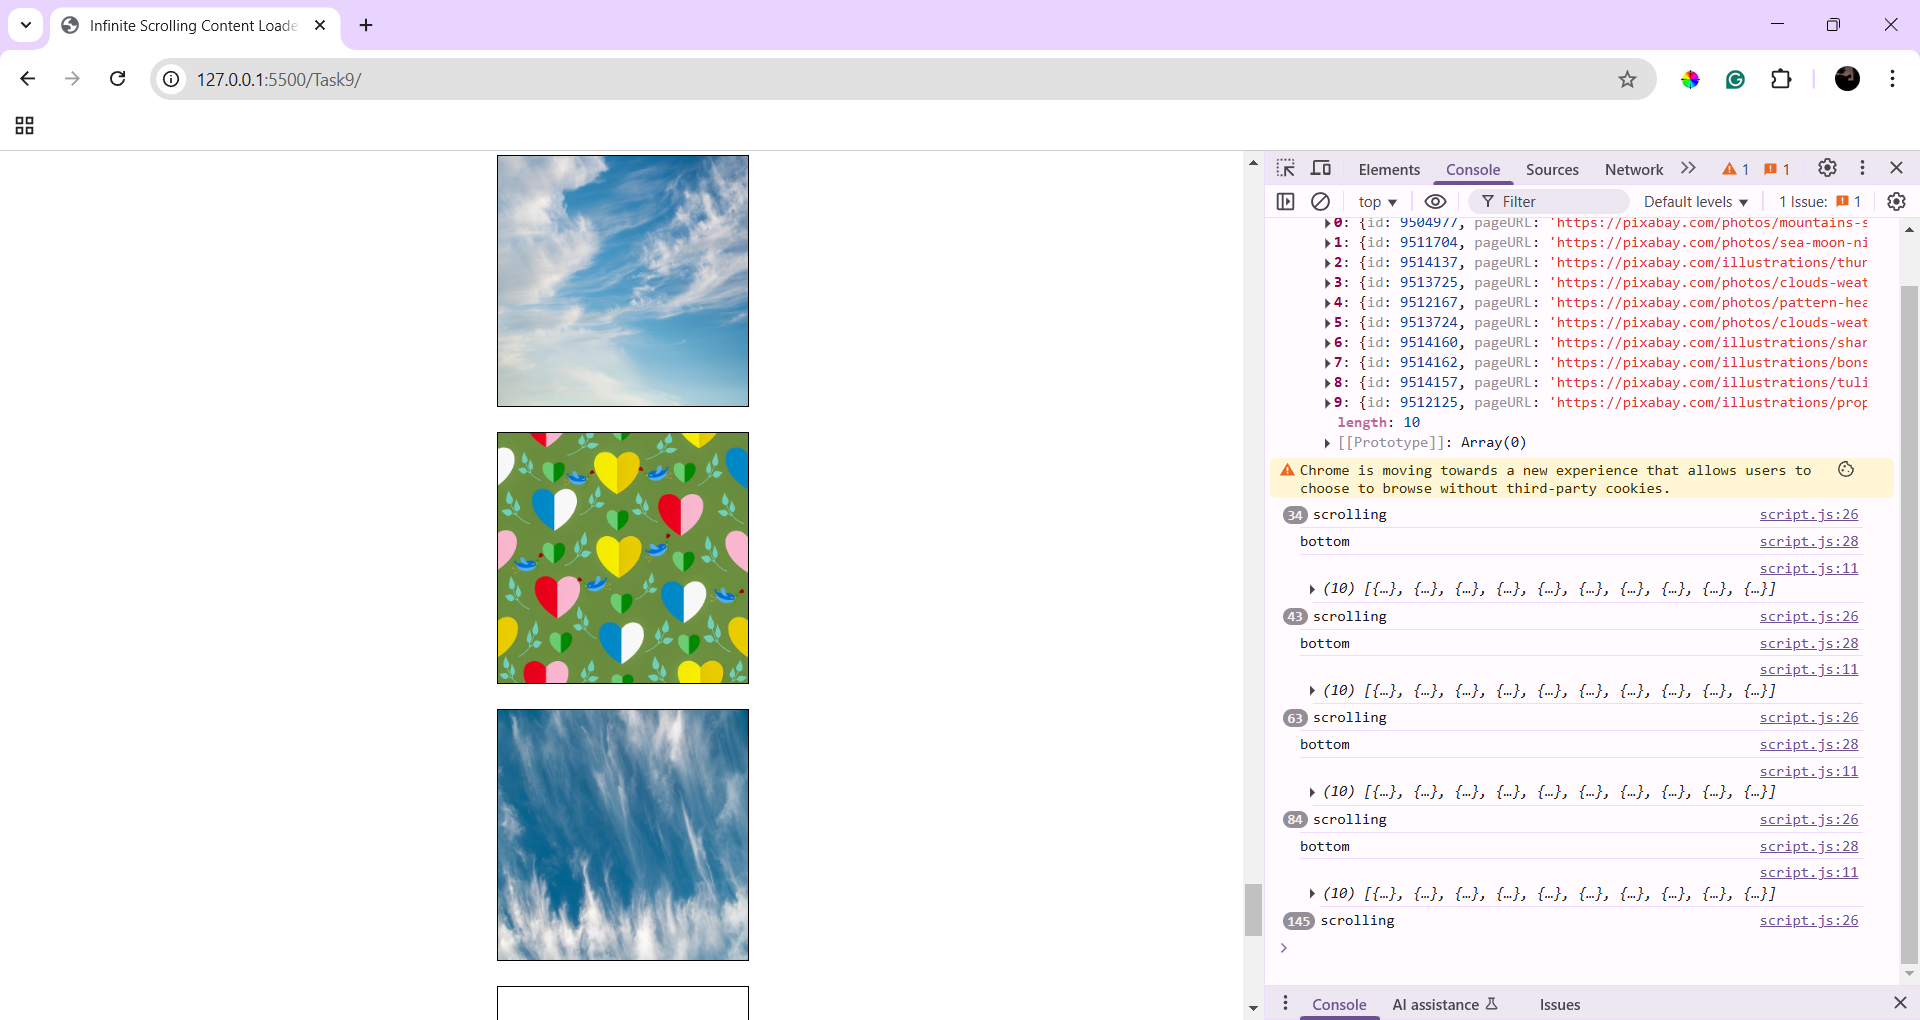 Infinite Scrolling Content Loade
127.0.0.1:5500/Task9/
Elements Console Sources Network 1 1
top Filter Default levels 1 Issue: 1
0: {id: 9504977, pageURL: 'https://pixabay.com/photos/mountains-s
1: {id: 9511704, pageURL: 'https://pixabay.com/photos/sea-moon-ni
2: {id: 9514137, pageURL: 'https://pixabay.com/illustrations/thun
3: {id: 9513725, pageURL: 'https://pixabay.com/photos/clouds-weat
4: {id: 9512167, pageURL: 'https://pixabay.com/photos/pattern-hea
5: {id: 9513724, pageURL: 'https://pixabay.com/photos/clouds-weat
6: {id: 9514160, pageURL: 'https://pixabay.com/illustrations/shar
7: {id: 9514162, pageURL: 'https://pixabay.com/illustrations/bons
8: {id: 9514157, pageURL: 'https://pixabay.com/illustrations/tuli
9: {id: 9512125, pageURL: 'https://pixabay.com/illustrations/prop
length: 10
[[Prototype]]: Array(0)
Chrome is moving towards a new experience that allows users to
choose to browse without third-party cookies.
34 scrolling script.js:26
bottom script.js:28
script.js:11
(10) [{…}, {…}, {…}, {…}, {…}, {…}, {…}, {…}, {…}, {…}]
43 scrolling script.js:26
bottom script.js:28
script.js:11
(10) [{…}, {…}, {…}, {…}, {…}, {…}, {…}, {…}, {…}, {…}]
63 scrolling script.js:26
bottom script.js:28
script.js:11
(10) [{…}, {…}, {…}, {…}, {…}, {…}, {…}, {…}, {…}, {…}]
84 scrolling script.js:26
bottom script.js:28
script.js:11
(10) [{…}, {…}, {…}, {…}, {…}, {…}, {…}, {…}, {…}, {…}]
145 scrolling script.js:26
Console AI assistance Issues